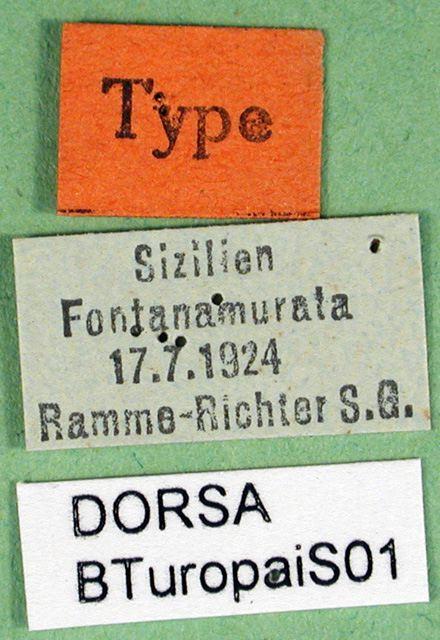 Type
Sizilien
Fontanamurata
17.7.1924
Ramme-Richter S.G.
DORSA
BTuropaiS01